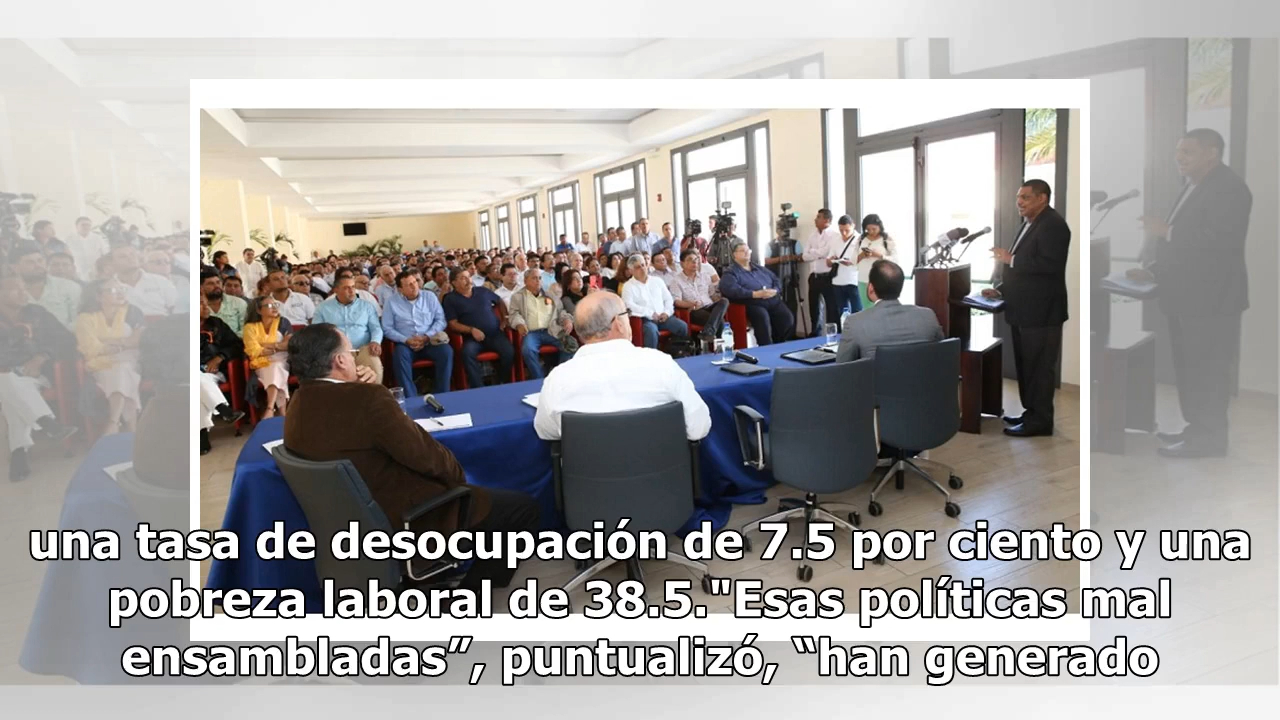 una tasa de desocupación de 7.5 por ciento y una
pobreza laboral de 38.5."Esas políticas mal
ensambladas”, puntualizó, “han generado